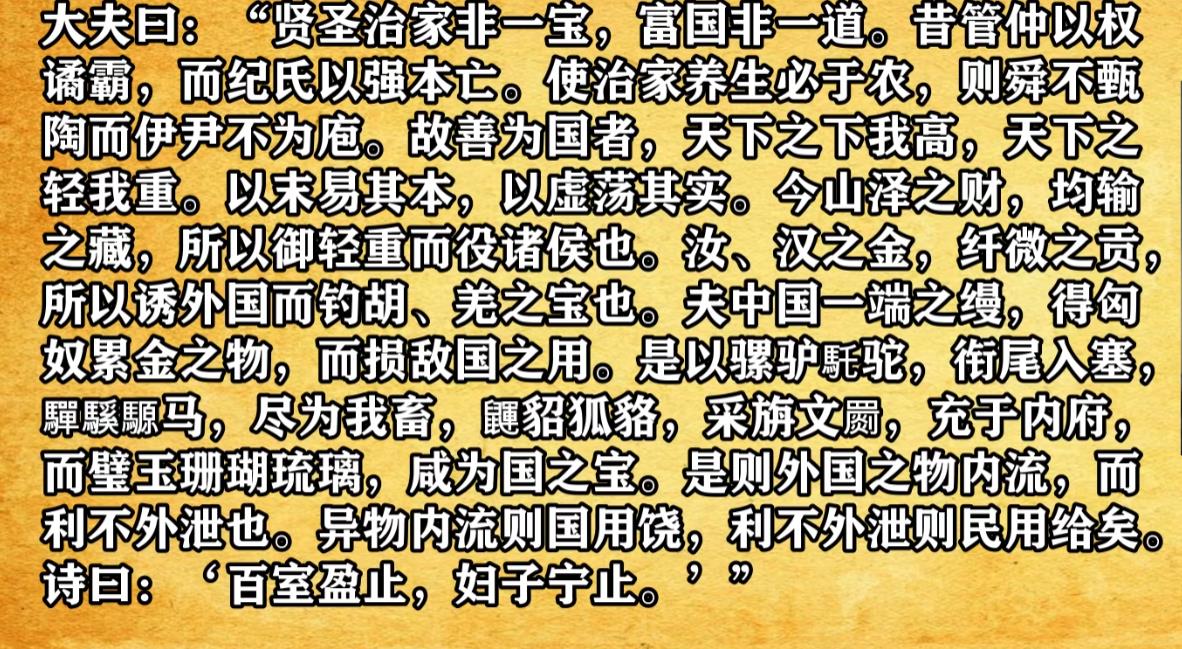 大夫曰：“贤圣治家非一宝，富国非一道。昔管仲以权
谲霸，而纪氏以强本亡。使治家养生必于农，则舜不甄
陶而伊尹不为庖。故善为国者，天下之下我高，天下之
轻我重。以末易其本，以虚荡其实。今山泽之财，均输
之藏，所以御轻重而役诸侯也。汝、汉之金，纤微之贡，
所以诱外国而钓胡、羌之宝也。夫中国一端之缦，得匈
奴累金之物，而损敌国之用。是以骡驴馲驼，衔尾入塞，
驒騱騵马，尽为我畜，鼲貂狐貉，采旃文罽，充于内府，
而璧玉珊瑚琉璃，咸为国之宝。是则外国之物内流，而
利不外泄也。异物内流则国用饶，利不外泄则民用给矣。
诗曰：‘百室盈止，妇子宁止。’”